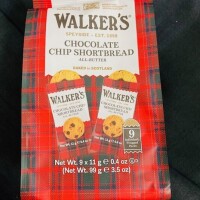 WALKER'S
SPEYSIDE - EST. 1898
CHOCOLATE
CHIP SHORTBREAD
ALL-BUTTER
BAKED IN SCOTLAND
WALKER'S
WALKER'S
9
Net Wt. 9 x 11 g e 0.4 oz
(Net Wt. 99 g e 3.5 oz)